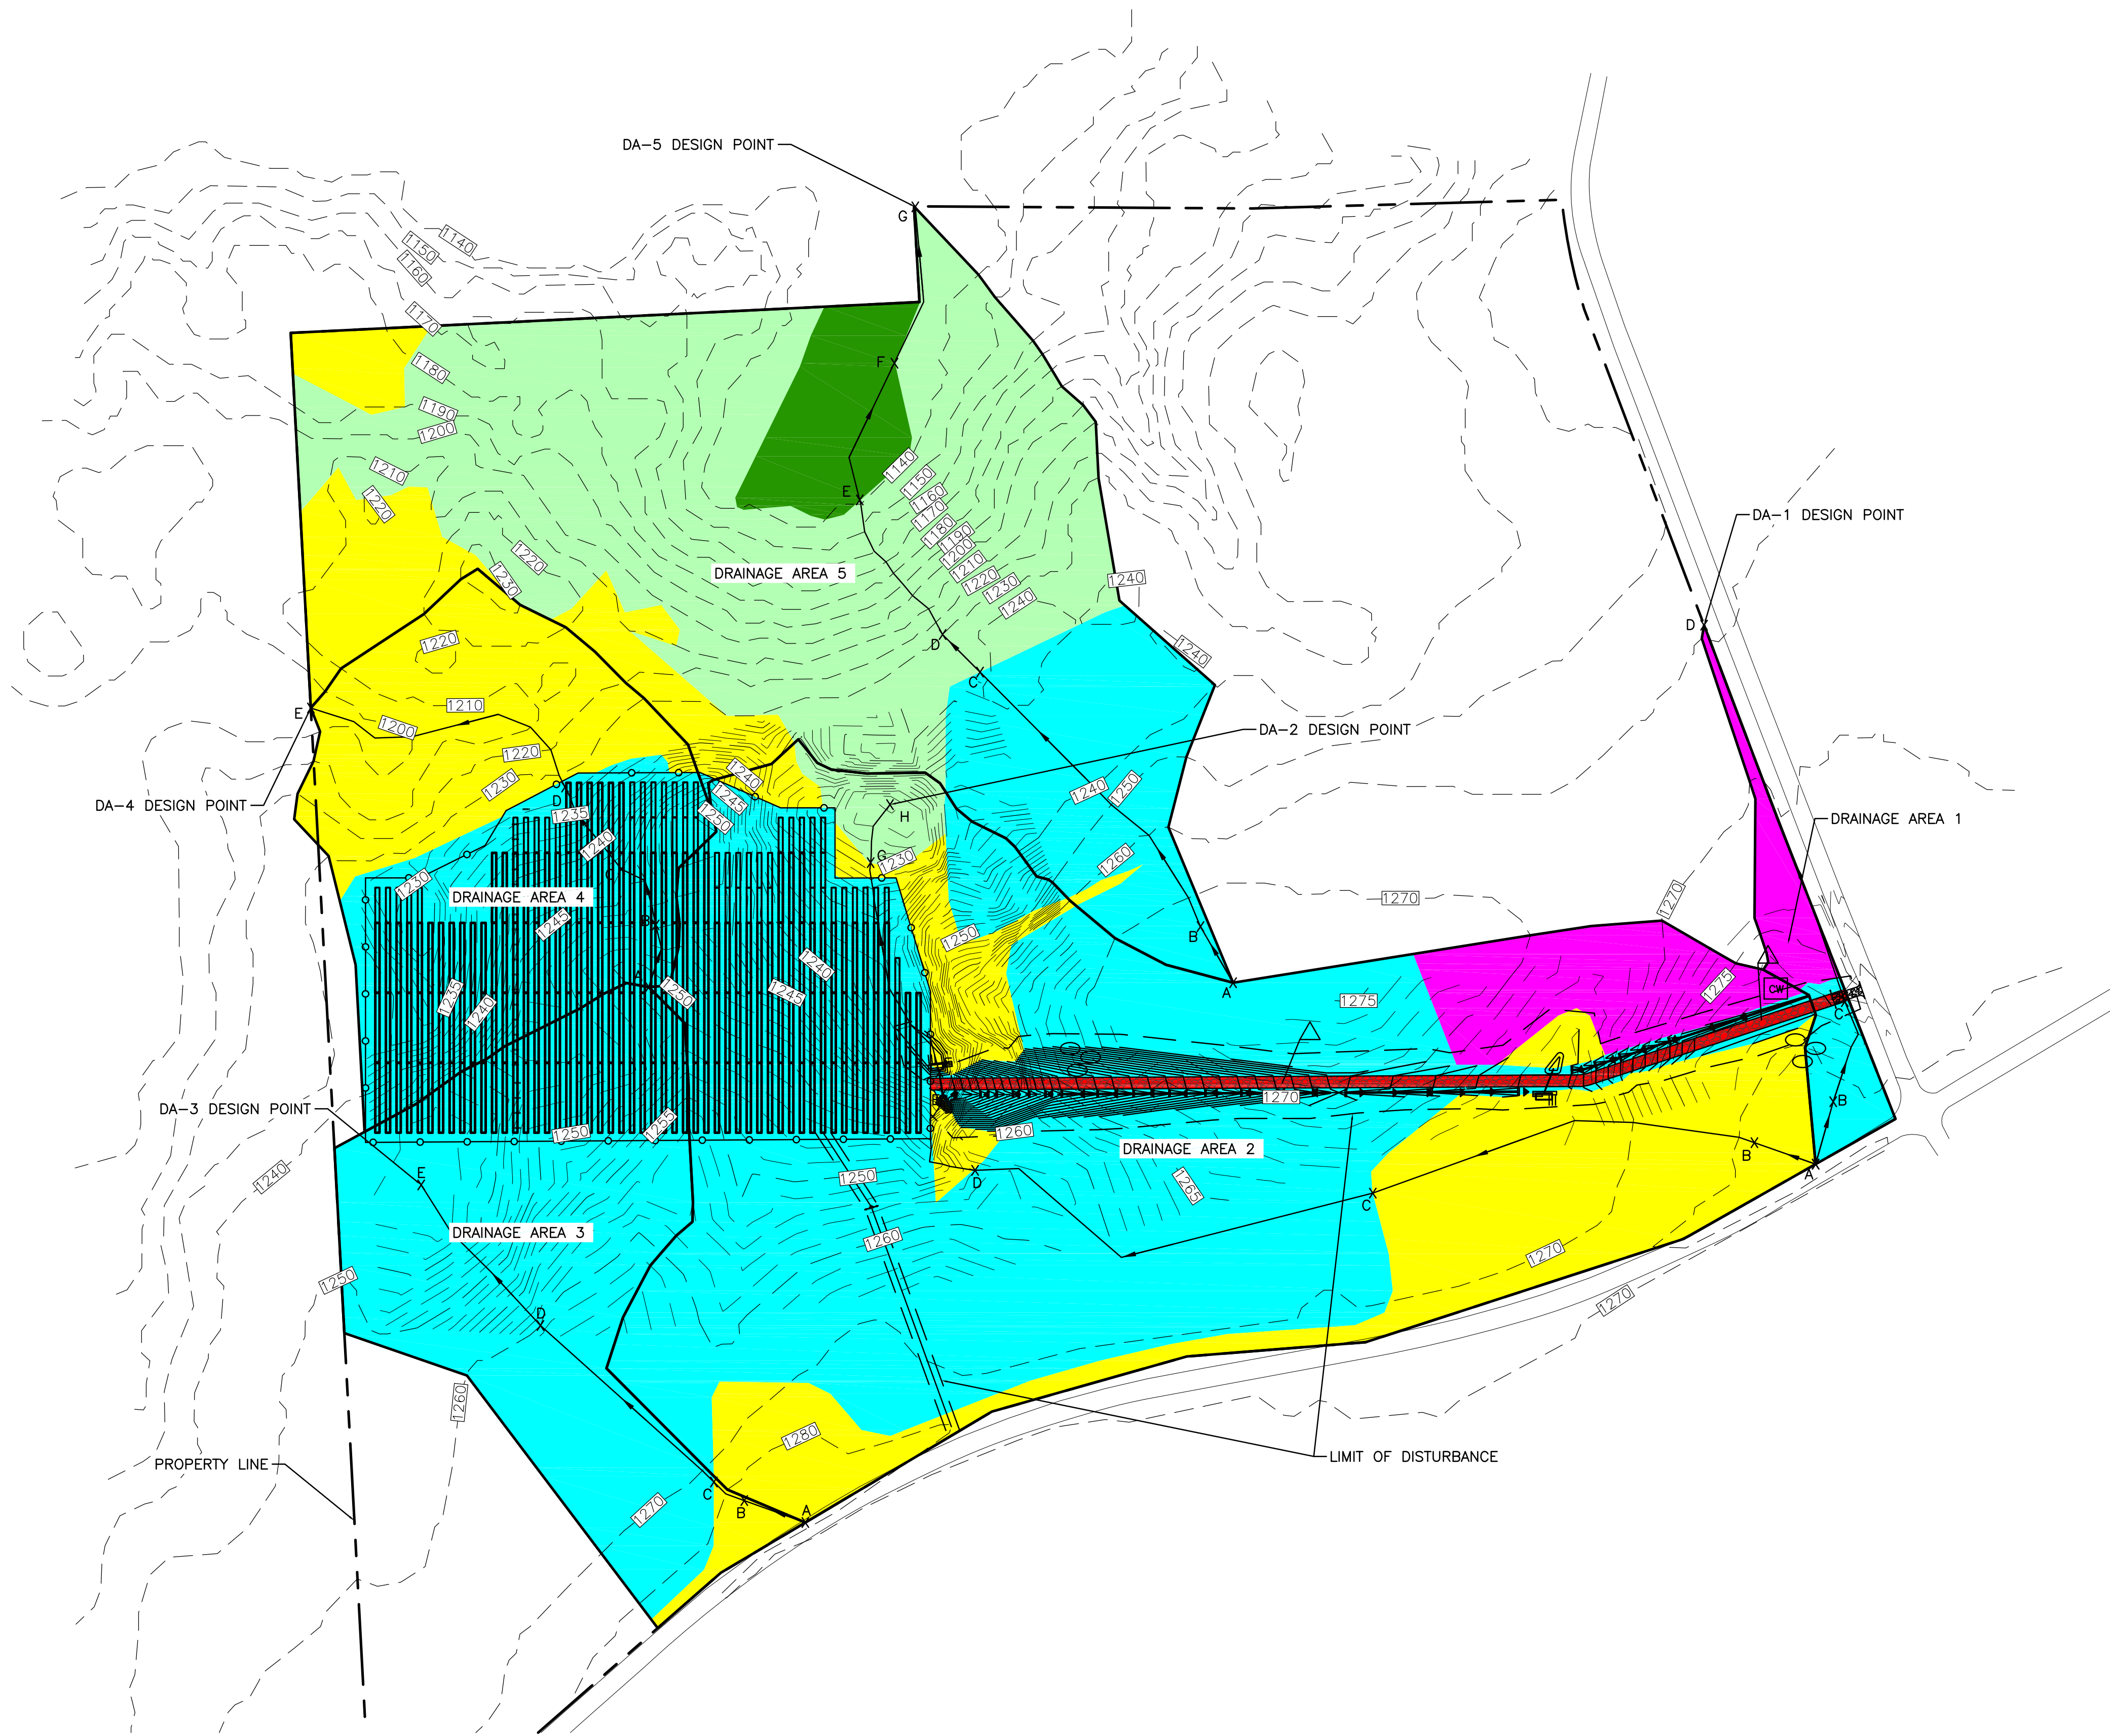 DA-5 DESIGN POINT
G
1140
1150
1160
1170
1180
1190
1200
1210
1220
F
E
1140
1150
1160
1170
1180
1190
1200
1210
1220
1230
1240
DA-1 DESIGN POINT
DRAINAGE AREA 5
1220
1230
1240
D
1220
D
1240
C
E
1210
1200
1220
1230
DA-2 DESIGN POINT
DA-4 DESIGN POINT
1240
1245
1250
D
1235
1240
H
1240
1250
DRAINAGE AREA 1
G
1230
1260
1230
C
DRAINAGE AREA 4
1245
B
1270
1270
B
1250
1240
A
1245
1250
1235
1240
A
1275
1275
CW
C
DA-3 DESIGN POINT
1250
1255
1270
B
1260
DRAINAGE AREA 2
B
A
1240
E
1250
D
1265
C
DRAINAGE AREA 3
1260
1270
1250
1270
D
1260
1280
LIMIT OF DISTURBANCE
PROPERTY LINE
C
B
A
1270